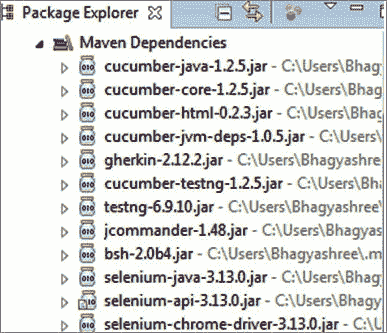 Package Explorer
Maven Dependencies
cucumber-java-1.2.5.jar - C:\Users\Bhag
cucumber-core-1.2.5.jar - C:\Users\Bhag
cucumber-html-0.2.3.jar - C:\Users\Bhag
cucumber-jvm-deps-1.0.5.jar - C:\Users\
gherkin-2.12.2.jar - C:\Users\Bhagyashr
cucumber-testng-1.2.5.jar - C:\Users\Bh
testng-6.9.10.jar - C:\Users\Bhagyashree\
jcommander-1.48.jar - C:\Users\Bhagyas
bsh-2.0b4.jar - C:\Users\Bhagyashree\.m
selenium-java-3.13.0.jar - C:\Users\Bhag
selenium-api-3.13.0.jar - C:\Users\Bhagy
selenium-chrome-driver-3.13.0.jar - C:\U